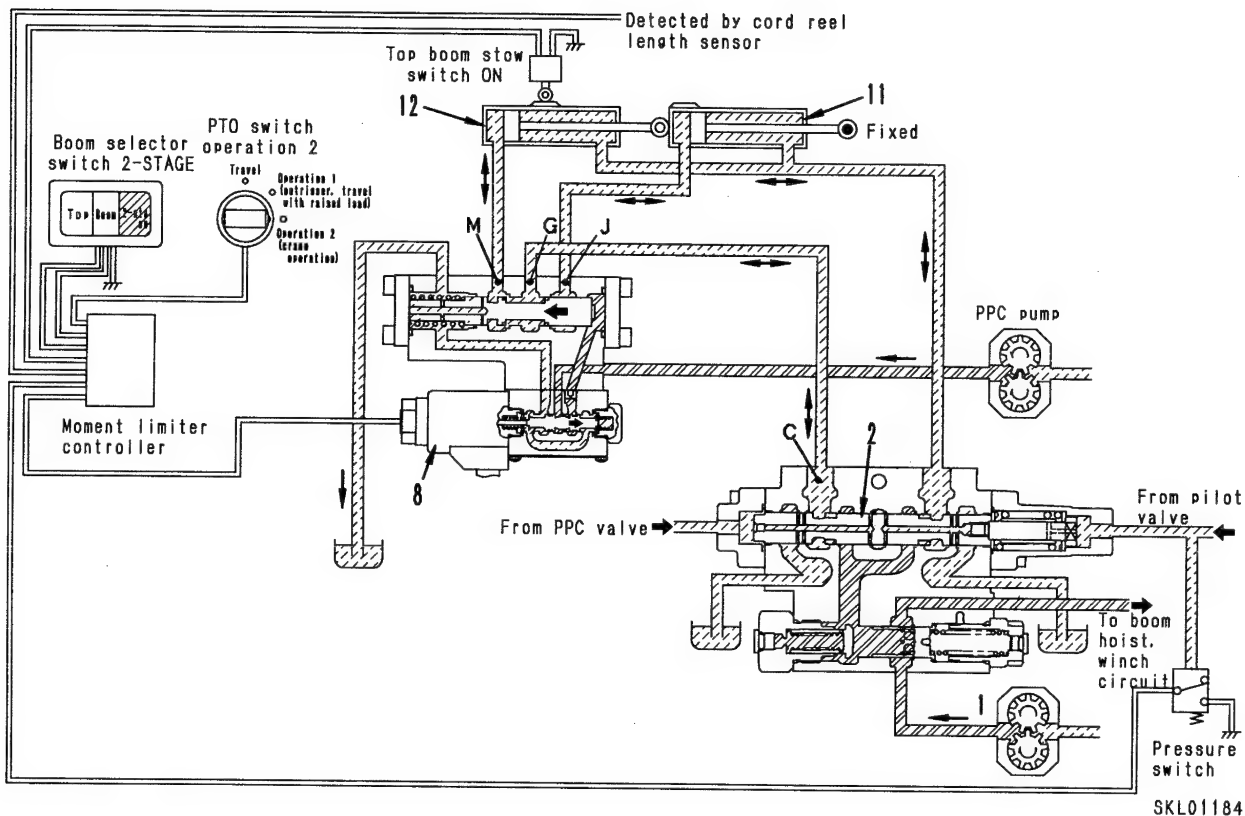 Detected by cord reel
length sensor
Top boom stow
switch ON
12
11
Fixed
Boom selector
switch 2-STAGE
PTO switch
operation 2
Travel
Operation 1
(outrigger, travel
with raised load)
Operation 2
(crane
operation)
Top
Boom
M
G
J
PPC pump
Moment limiter
controller
8
C
2
From PPC valve
From pilot
valve
To boom
hoist,
winch
circuit
1
Pressure
switch
SKL01184